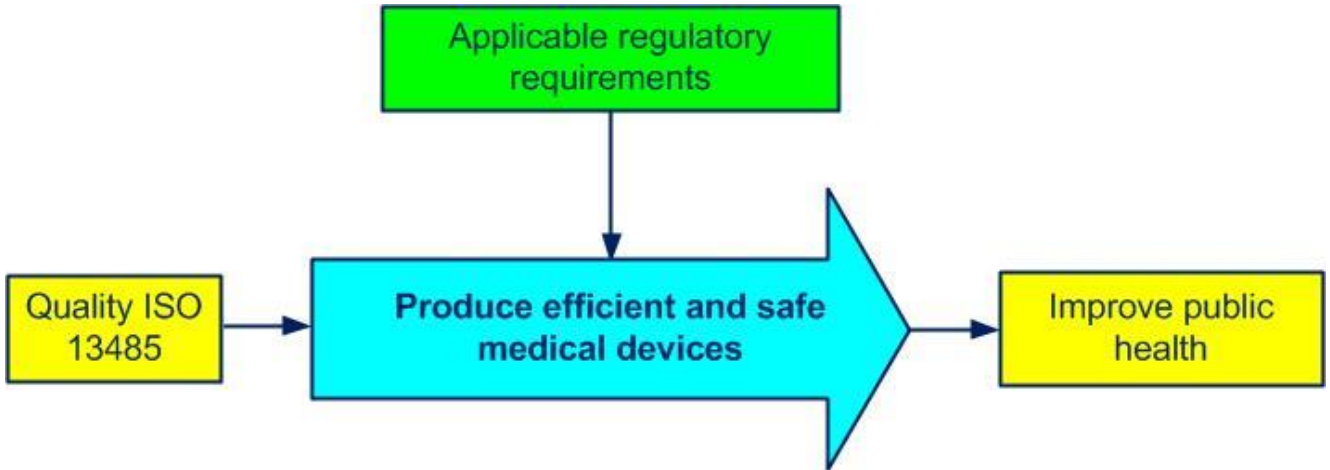 Applicable regulatory
requirements
Quality ISO
13485
Produce efficient and safe
medical devices
Improve public
health